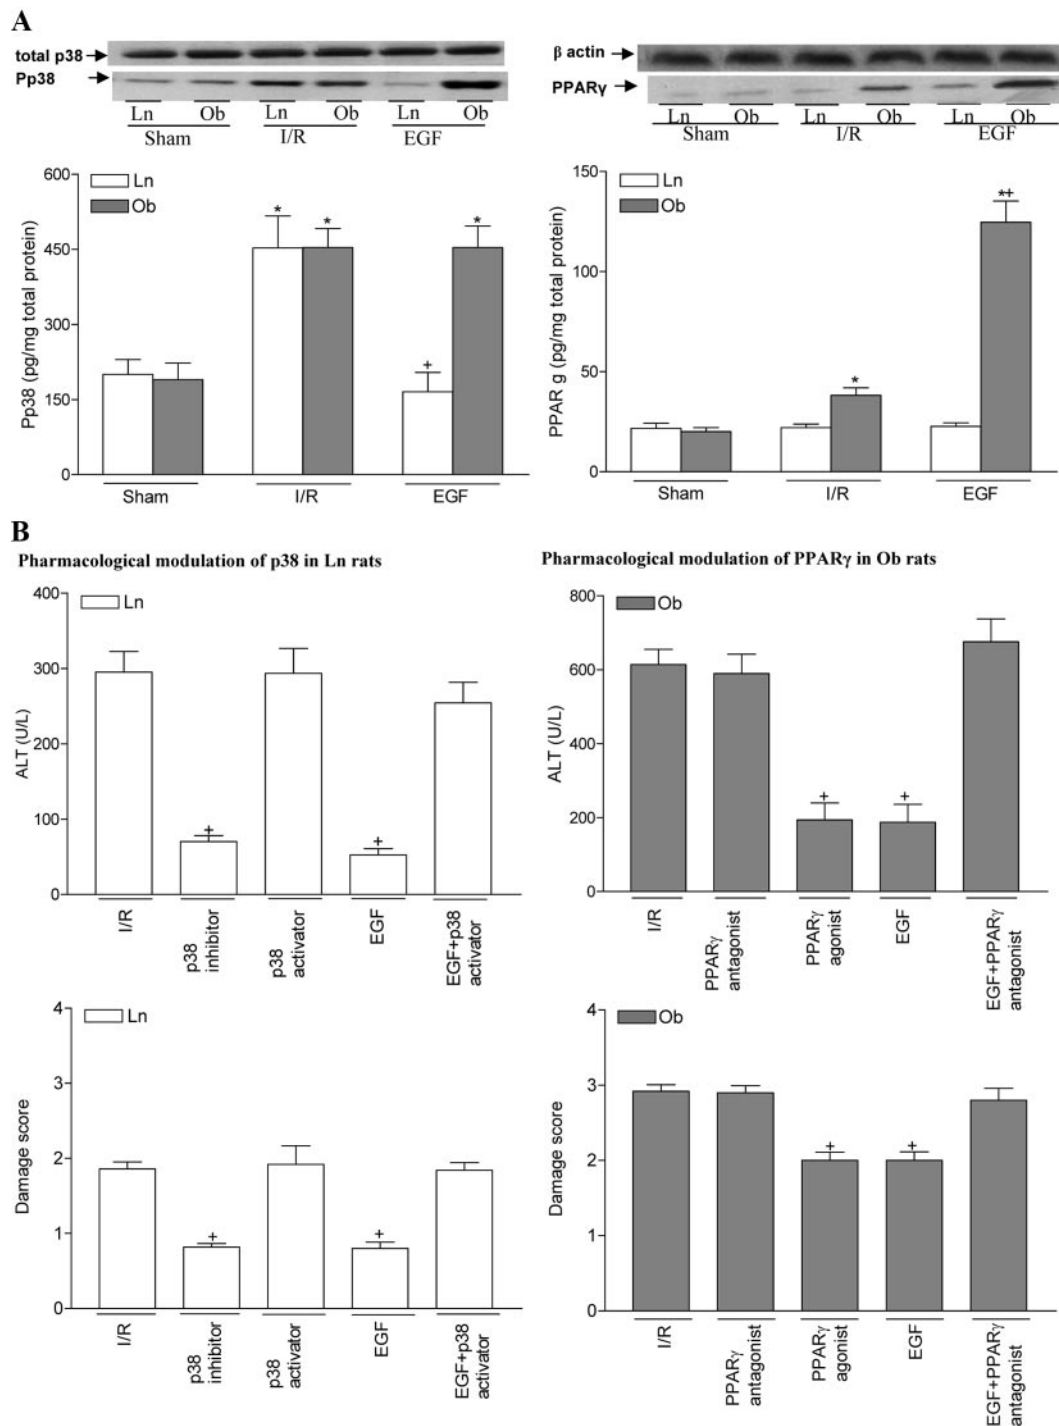 A
total p38
Pp38
Ln Ob Ln Ob Ln Ob
Sham I/R EGF
β actin
PPARγ
Ln Ob Ln Ob Ln Ob
Sham I/R EGF
600
450
300
150
0
Pp38 (pg/mg total protein)
Ln
Ob
* * + *
Sham I/R EGF
150
100
50
0
PPAR g (pg/mg total protein)
Ln
Ob
* *+
Sham I/R EGF
B
Pharmacological modulation of p38 in Ln rats
400
300
200
100
0
ALT (U/L)
Ln
+ +
I/R
p38
inhibitor
p38
activator
EGF
EGF+p38
activator
Pharmacological modulation of PPARγ in Ob rats
800
600
400
200
0
ALT (U/L)
Ob
+ +
I/R
PPARγ
antagonist
PPARγ
agonist
EGF
EGF+PPARγ
antagonist
4
3
2
1
0
Damage score
Ln
+ +
I/R
p38
inhibitor
p38
activator
EGF
EGF+p38
activator
4
3
2
1
0
Damage score
Ob
+ +
I/R
PPARγ
antagonist
PPARγ
agonist
EGF
EGF+PPARγ
antagonist